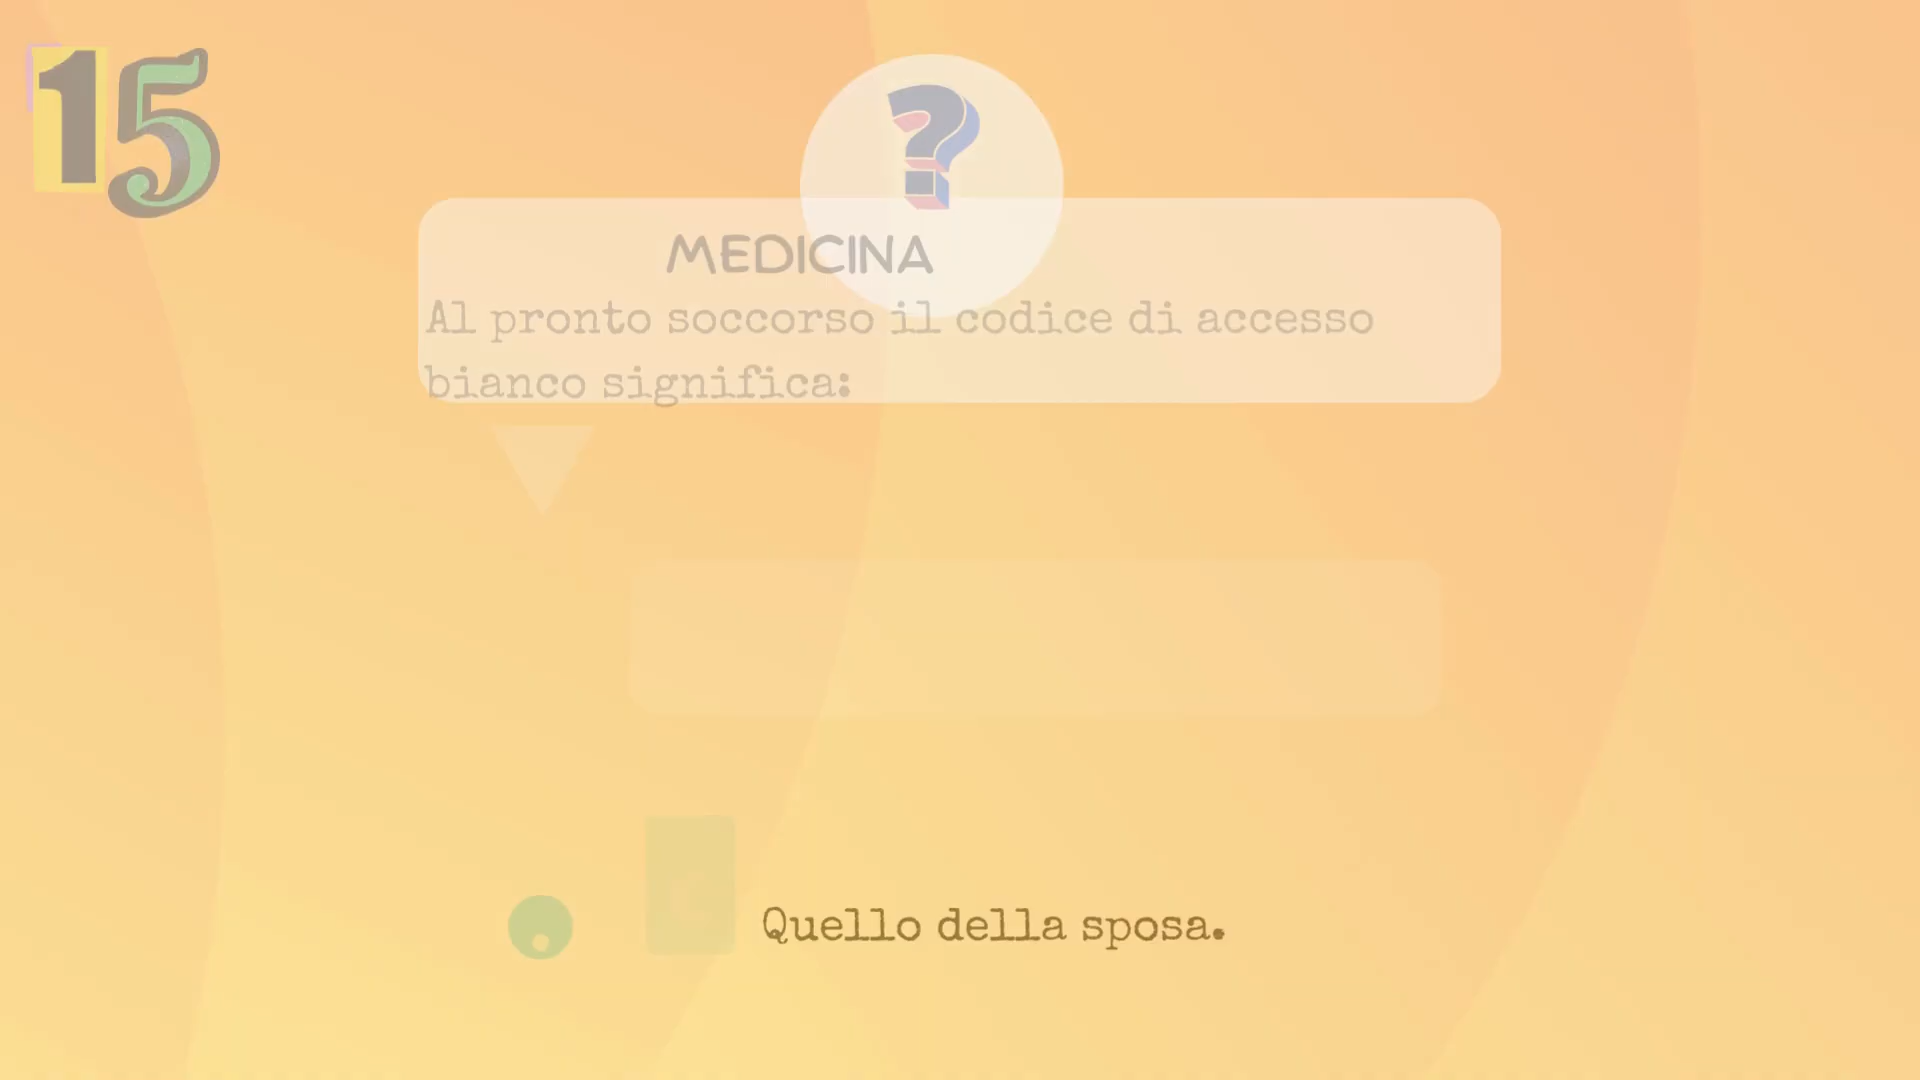 15
?
MEDICINA
Al pronto soccorso il codice di accesso
bianco significa:
C Quello della sposa.